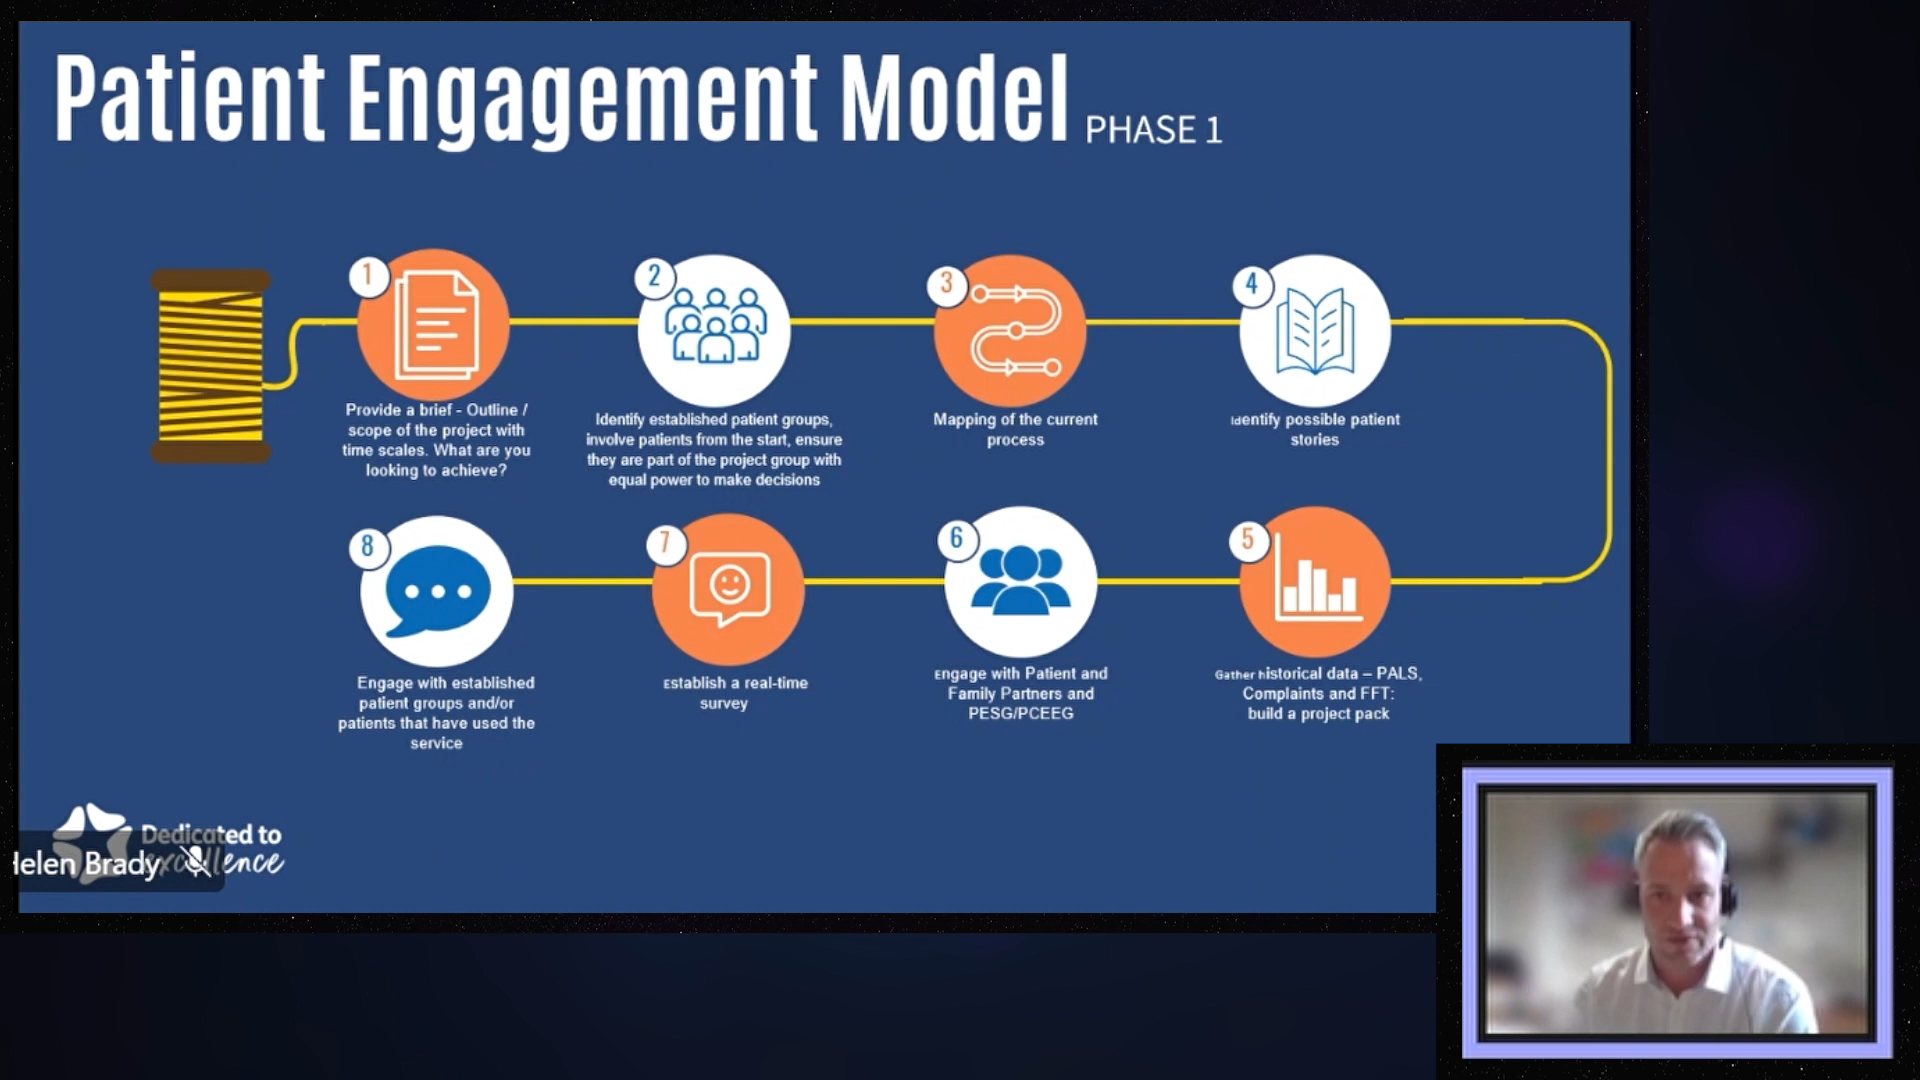 Patient Engagement Model PHASE 1
1
Provide a brief - Outline /
scope of the project with
time scales. What are you
looking to achieve?
2
Identify established patient groups,
involve patients from the start, ensure
they are part of the project group with
equal power to make decisions
3
Mapping of the current
process
4
Identify possible patient
stories
5
Gather historical data – PALS,
Complaints and FFT:
build a project pack
6
Engage with Patient and
Family Partners and
PESG/PCEEG
7
Establish a real-time
survey
8
Engage with established
patient groups and/or
patients that have used the
service
Dedicated to
excellence
Helen Brady